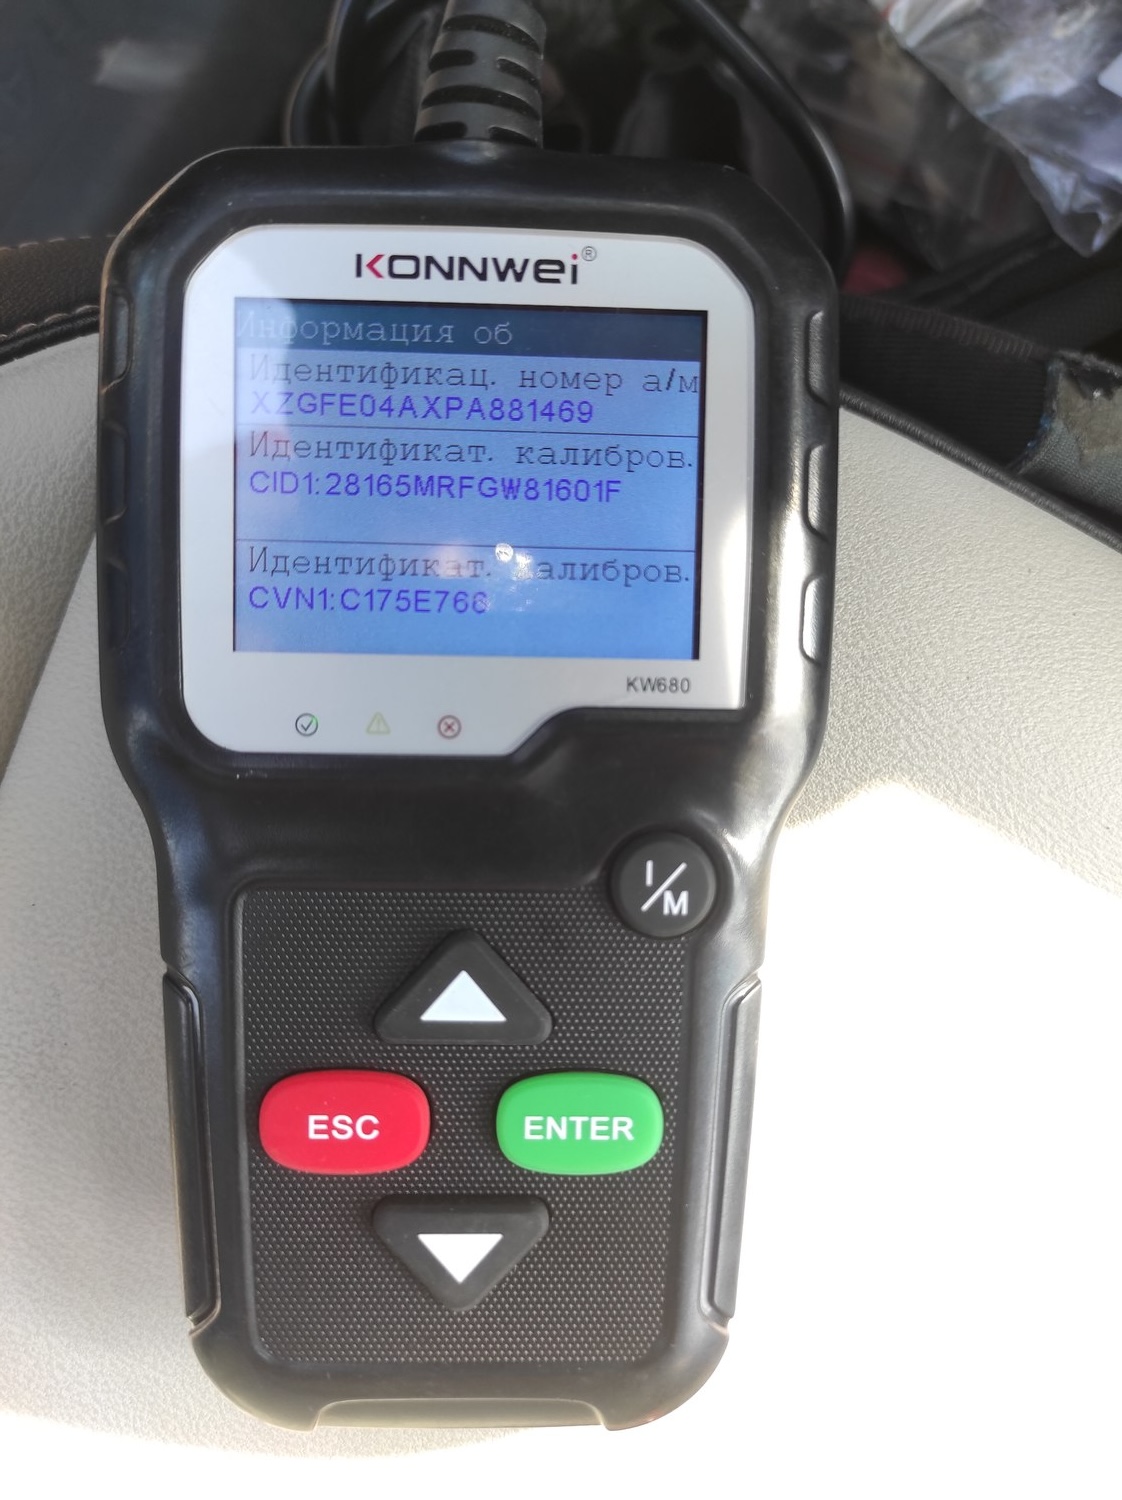 KONNWEI®
Информация об
Идентификац. номер а/м
XZGFE04AXPA881469
Идентификат. калибров.
CID1:28165MRFGW81601F
Идентификат. калибров.
CVN1:C175E766
KW680
I/M
ESC
ENTER